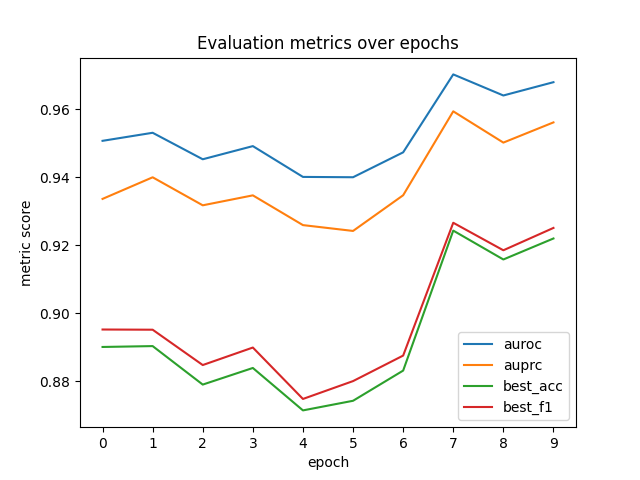 Evaluation metrics over epochs
metric score
0.96
0.94
0.92
0.90
0.88
0 1 2 3 4 5 6 7 8 9
epoch
auroc
auprc
best_acc
best_f1